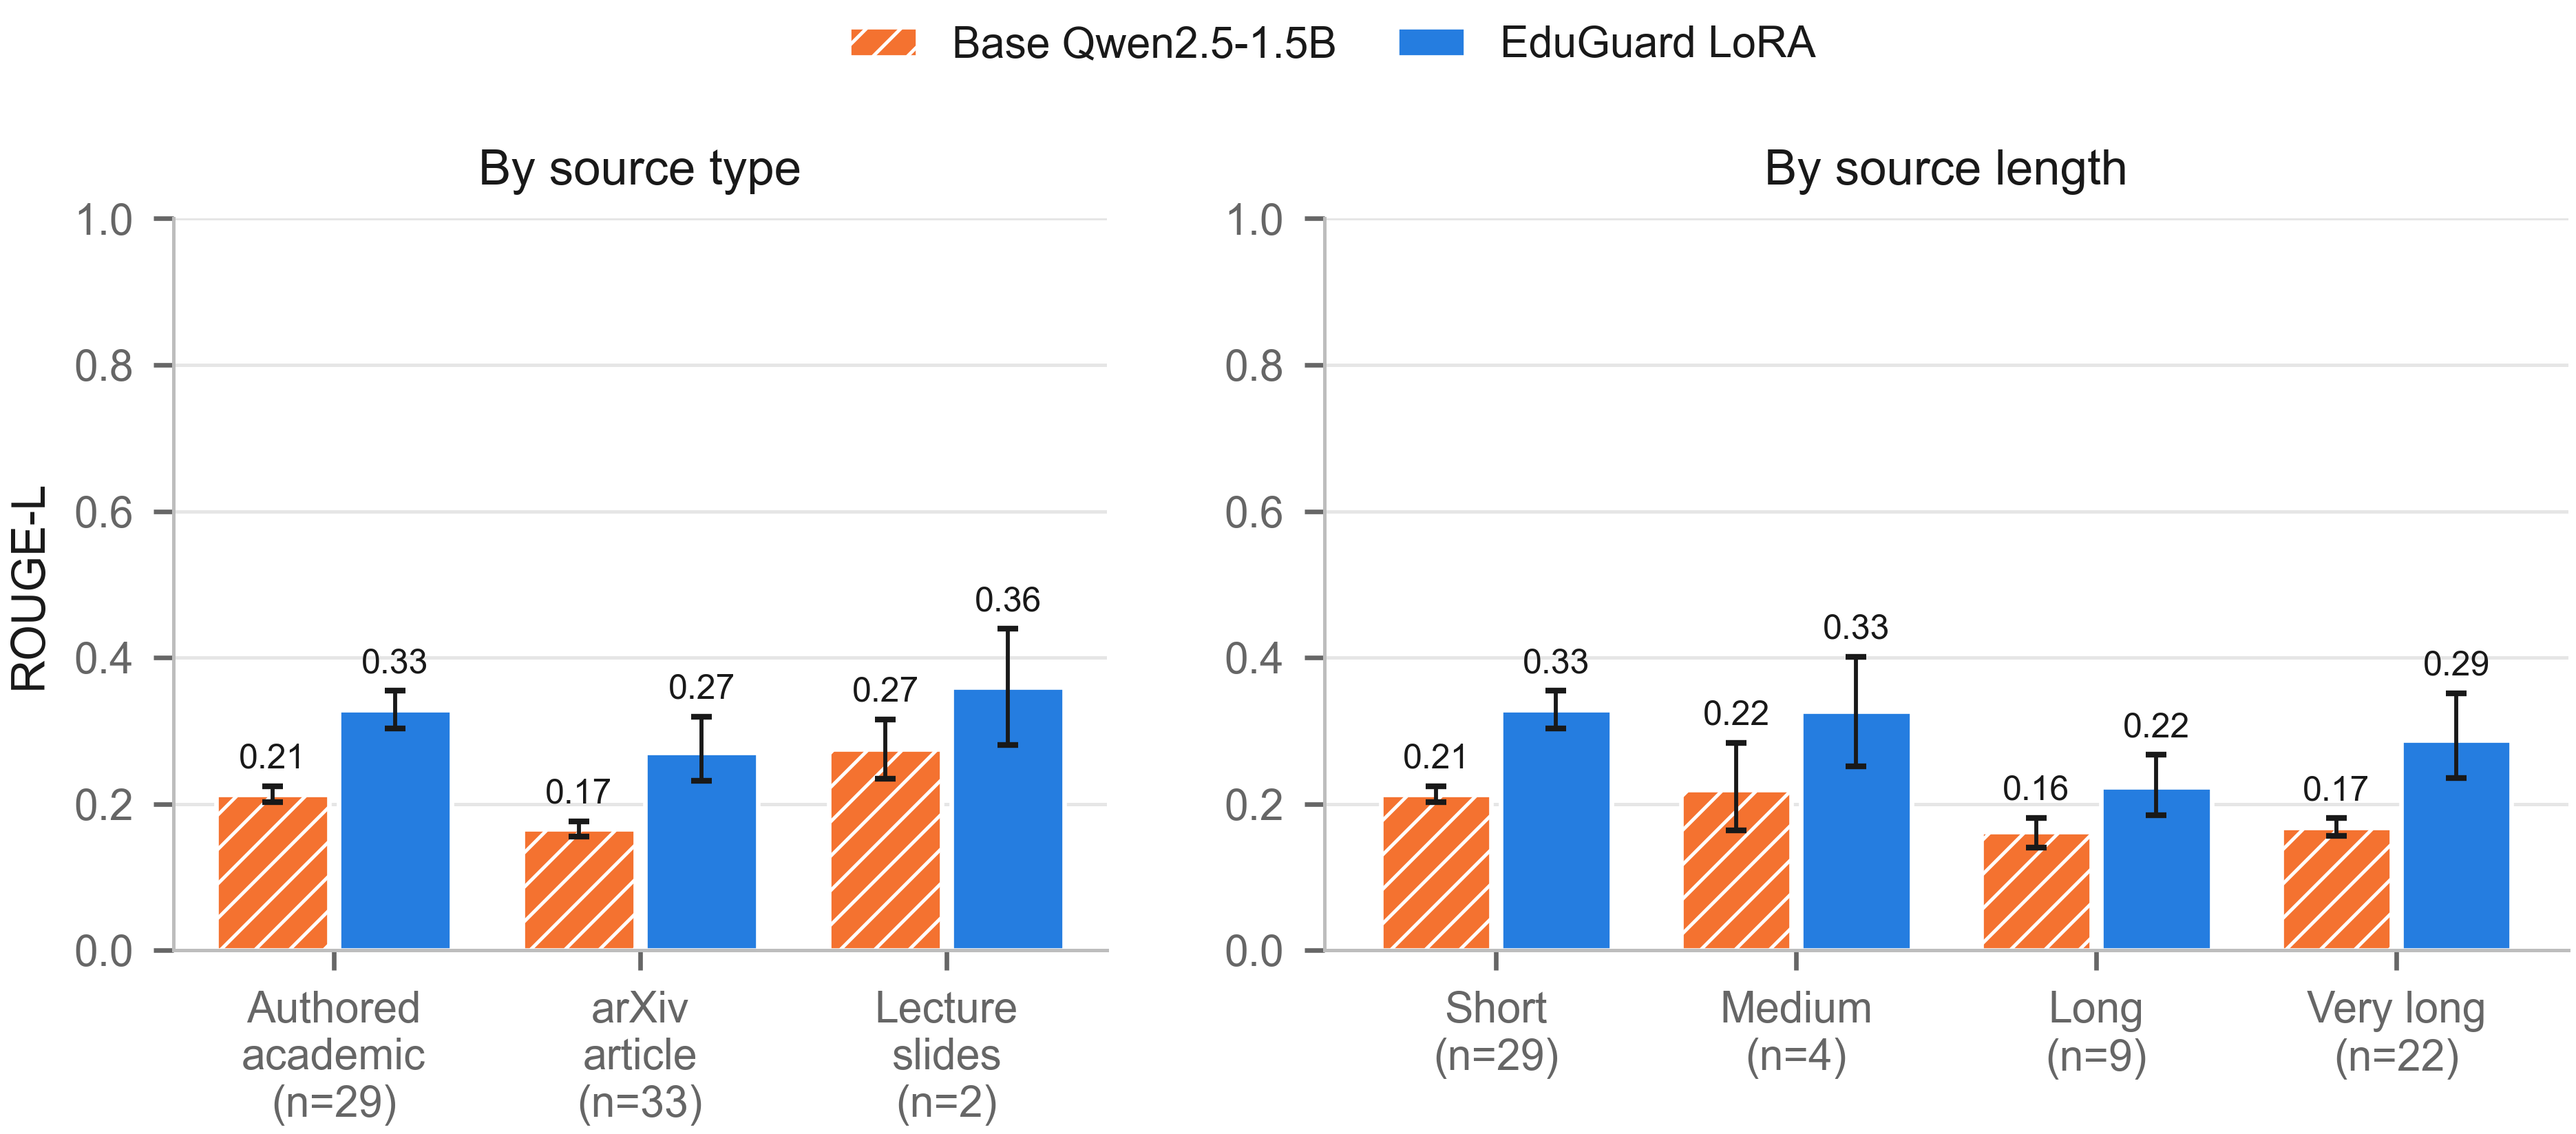 Base Qwen2.5-1.5B
EduGuard LoRA
By source type
ROUGE-L
1.0
0.8
0.6
0.4
0.2
0.0
0.21
0.33
0.17
0.27
0.27
0.36
Authored
academic
(n=29)
arXiv
article
(n=33)
Lecture
slides
(n=2)
By source length
1.0
0.8
0.6
0.4
0.2
0.0
0.21
0.33
0.22
0.33
0.16
0.22
0.17
0.29
Short
(n=29)
Medium
(n=4)
Long
(n=9)
Very long
(n=22)